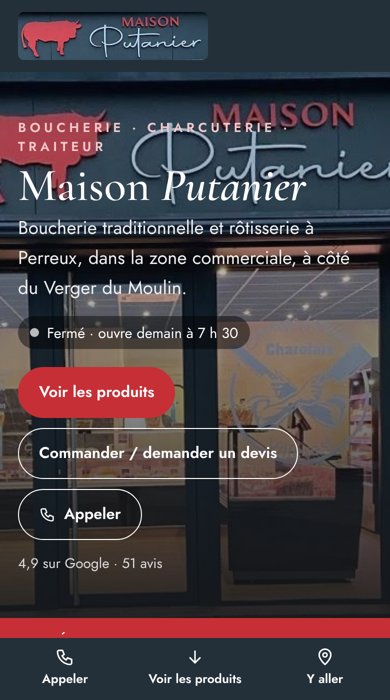 MAISON
Putanier
MAISON
BOUCHERIE · CHARCUTERIE ·
TRAITEUR
Putanier
Maison Putanier
Boucherie traditionnelle et rôtisserie à
Perreux, dans la zone commerciale, à côté
du Verger du Moulin.
Fermé · ouvre demain à 7 h 30
Charolais
Voir les produits
Commander / demander un devis
Appeler
4,9 sur Google · 51 avis
Appeler
Voir les produits
Y aller